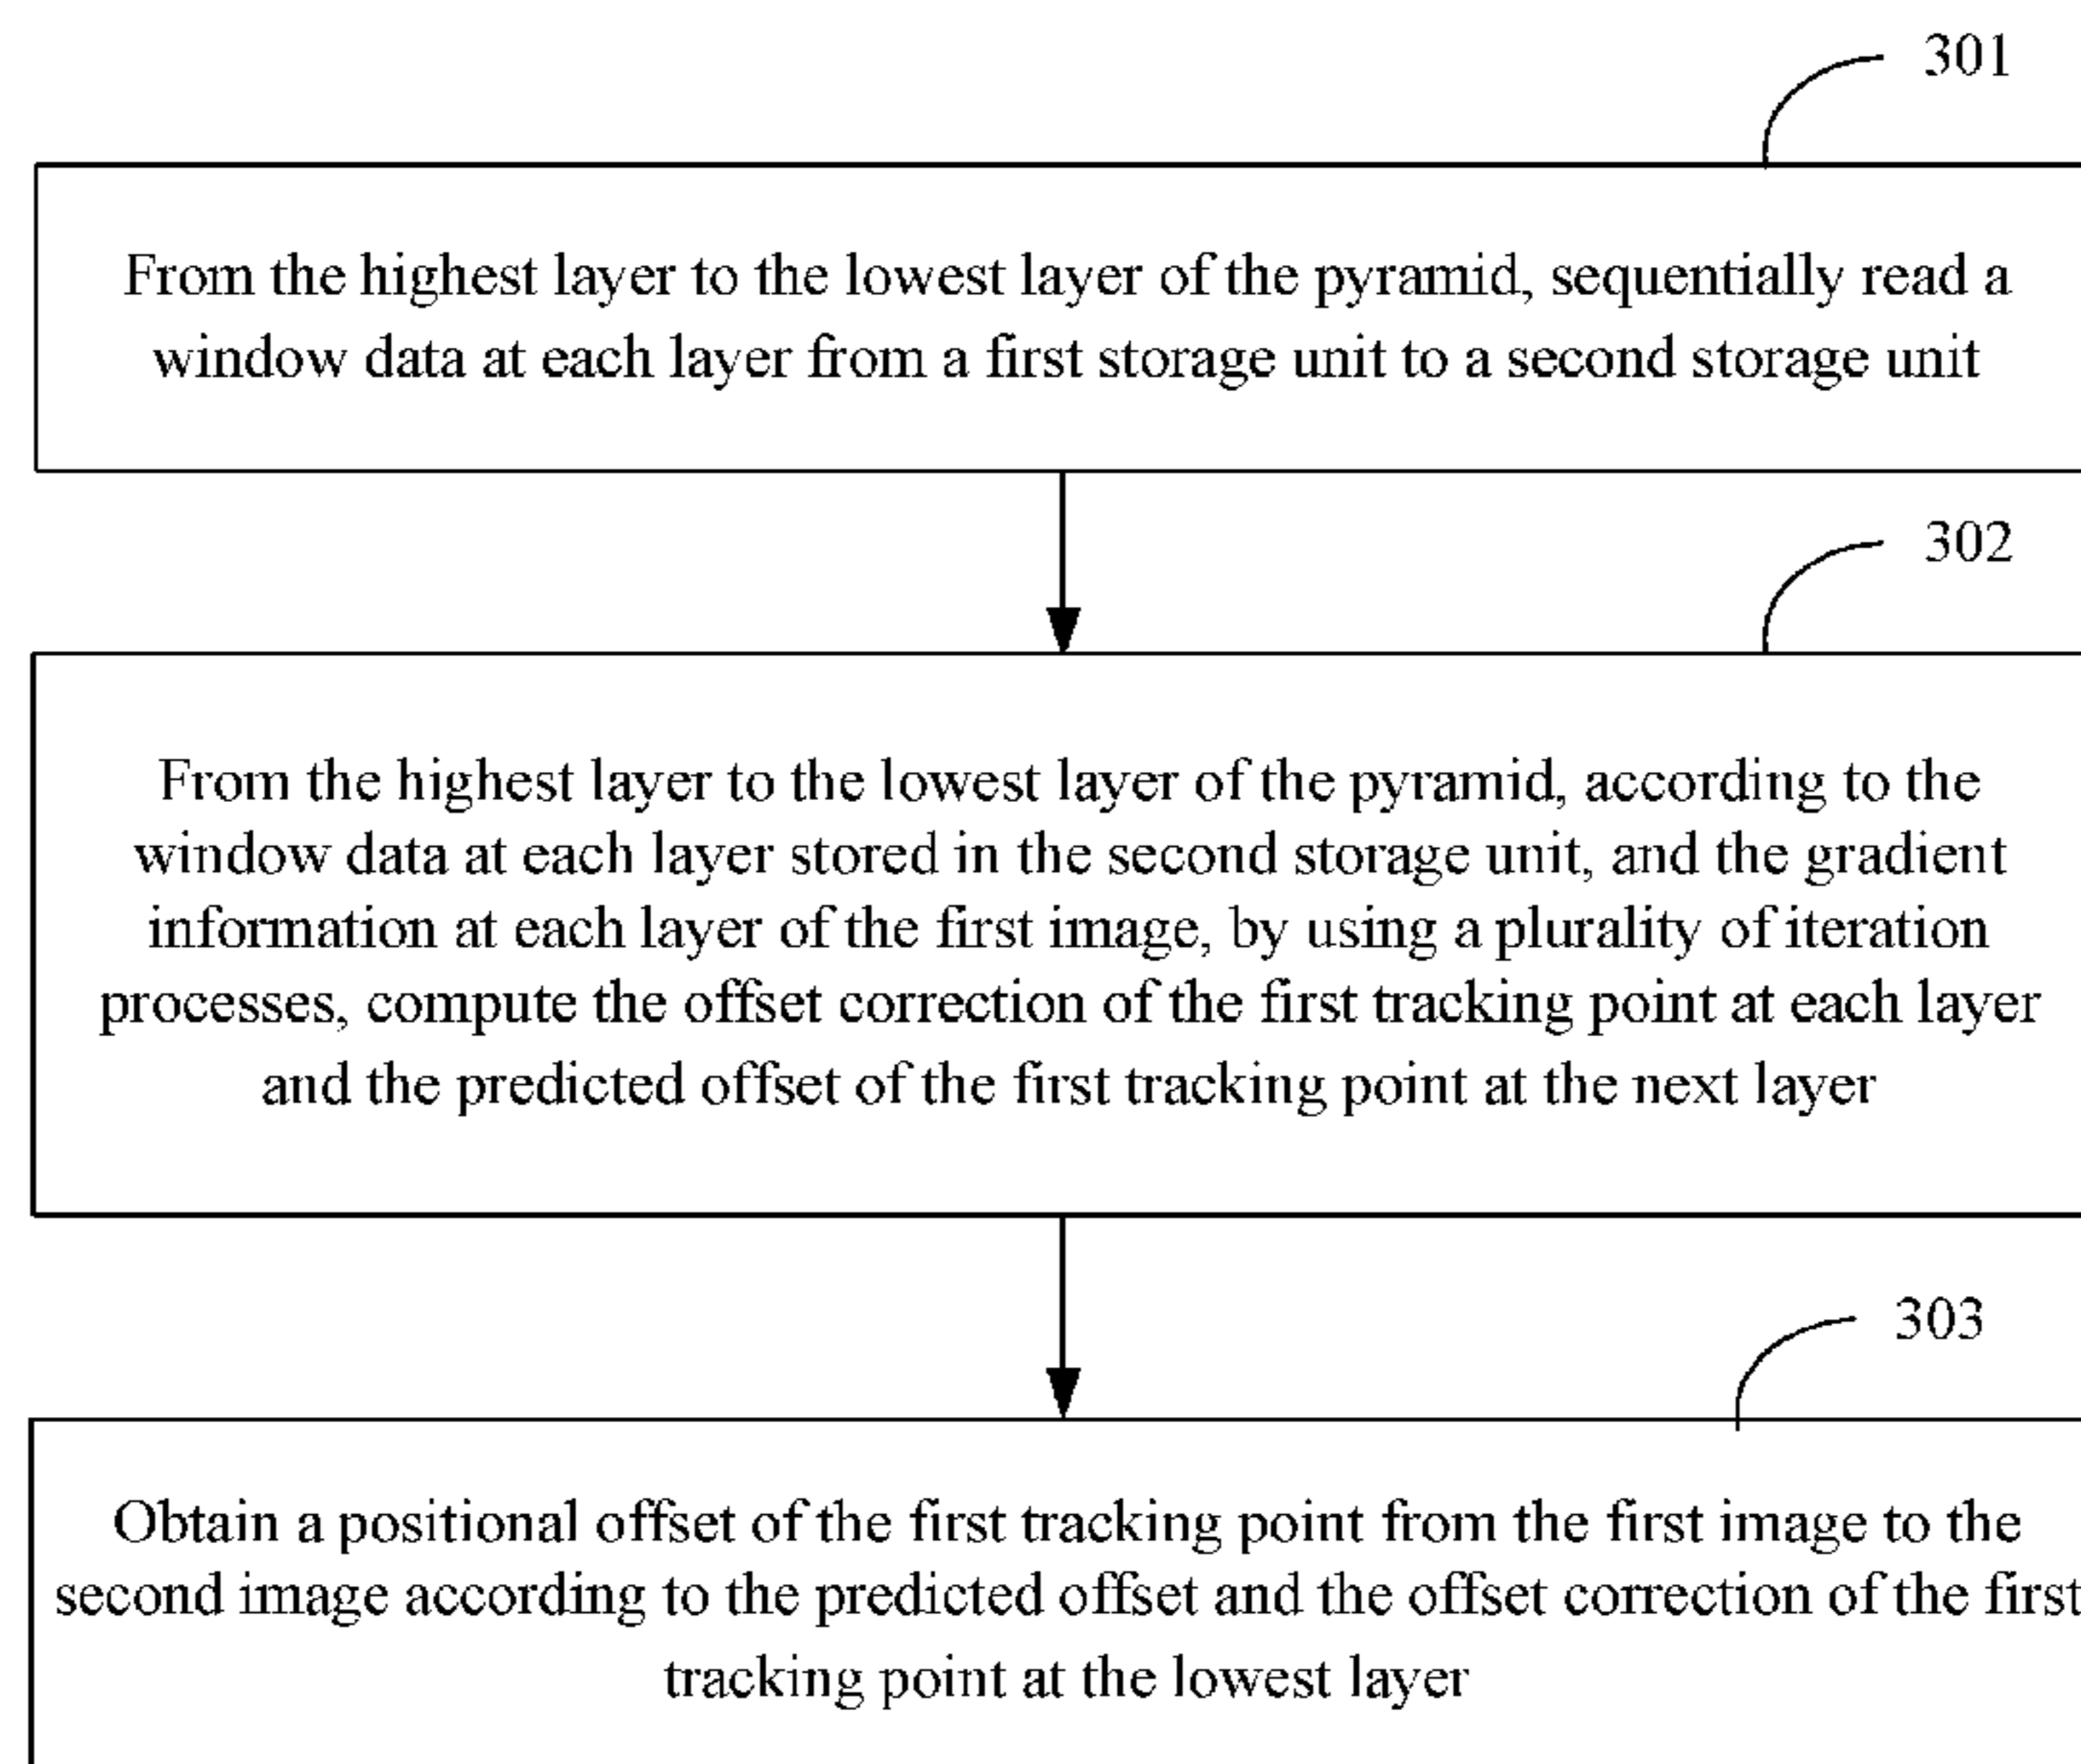 301
From the highest layer to the lowest layer of the pyramid, sequentially read a
window data at each layer from a first storage unit to a second storage unit
302
From the highest layer to the lowest layer of the pyramid, according to the
window data at each layer stored in the second storage unit, and the gradient
information at each layer of the first image, by using a plurality of iteration
processes, compute the offset correction of the first tracking point at each layer
and the predicted offset of the first tracking point at the next layer
303
Obtain a positional offset of the first tracking point from the first image to the
second image according to the predicted offset and the offset correction of the first
tracking point at the lowest layer